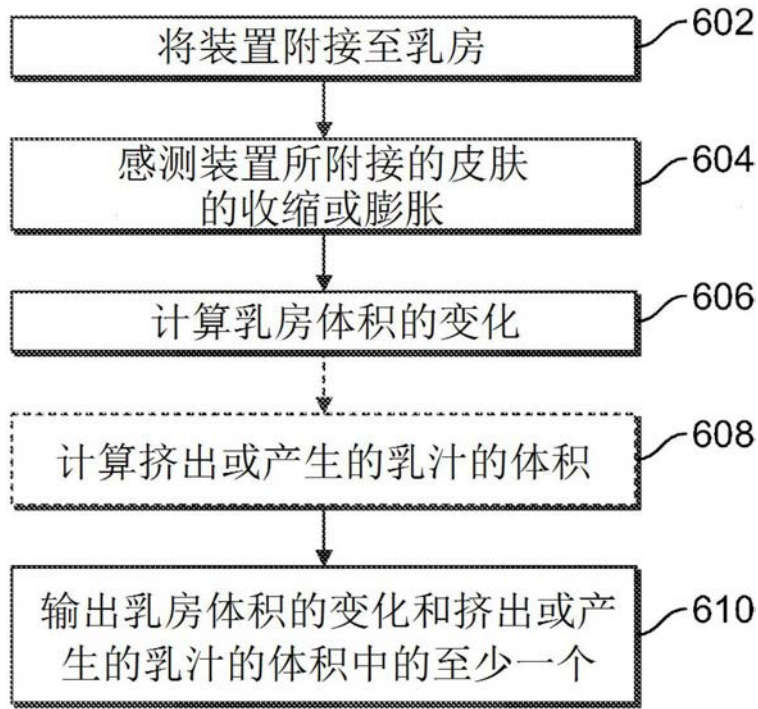 将装置附接至乳房
602
感测装置所附接的皮肤
的收缩或膨胀
604
计算乳房体积的变化
606
计算挤出或产生的乳汁的体积
608
输出乳房体积的变化和挤出或产
生的乳汁的体积中的至少一个
610